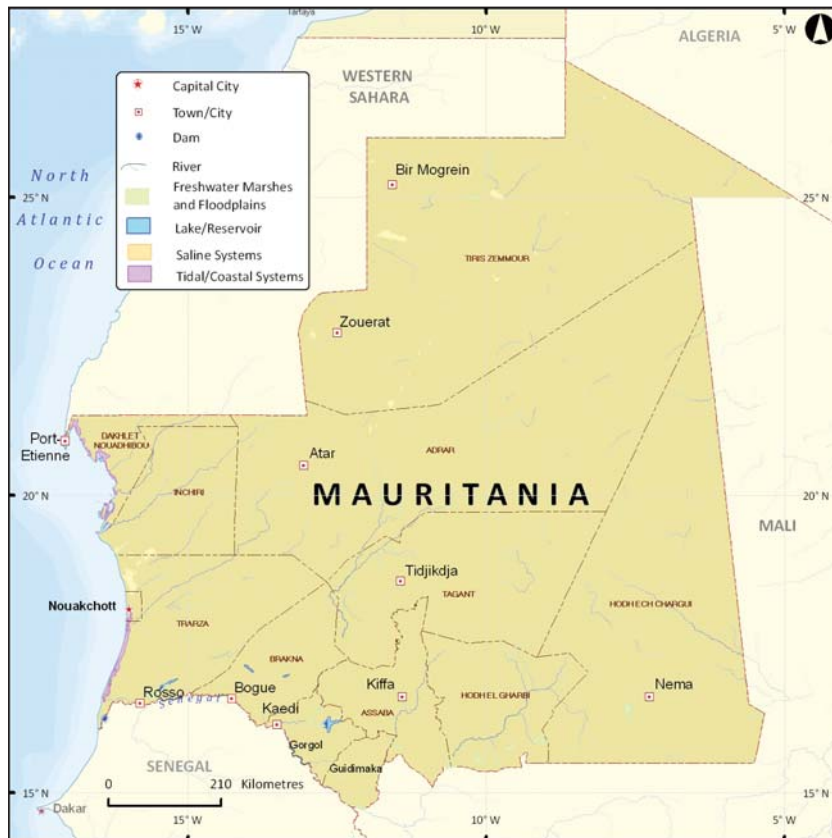 Tarfaya
15° W
10° W
5° W
ALGERIA
WESTERN
SAHARA
Capital City
Town/City
Dam
River
Freshwater Marshes
and Floodplains
Lake/Reservoir
Saline Systems
Tidal/Coastal Systems
North
Atlantic
Ocean
25° N
25° N
Bir Mogrein
TIRIS ZEMMOUR
Zouerat
Port-
Etienne
DAKHLET
NOUADHIBOU
Atar
ADRAR
INCHIRI
MAURITANIA
20° N
20° N
MALI
Tidjikdja
TAGANT
Nouakchott
TRARZA
HODH ECH CHARGUI
BRAKNA
Rosso
Senegal
Bogue
Kiffa
ASSABA
HODH EL GHARBI
Nema
Kaedi
Gorgol
Guidimaka
SENEGAL
0
210 Kilometres
15° N
15° N
Dakar
15° W
10° W
5° W